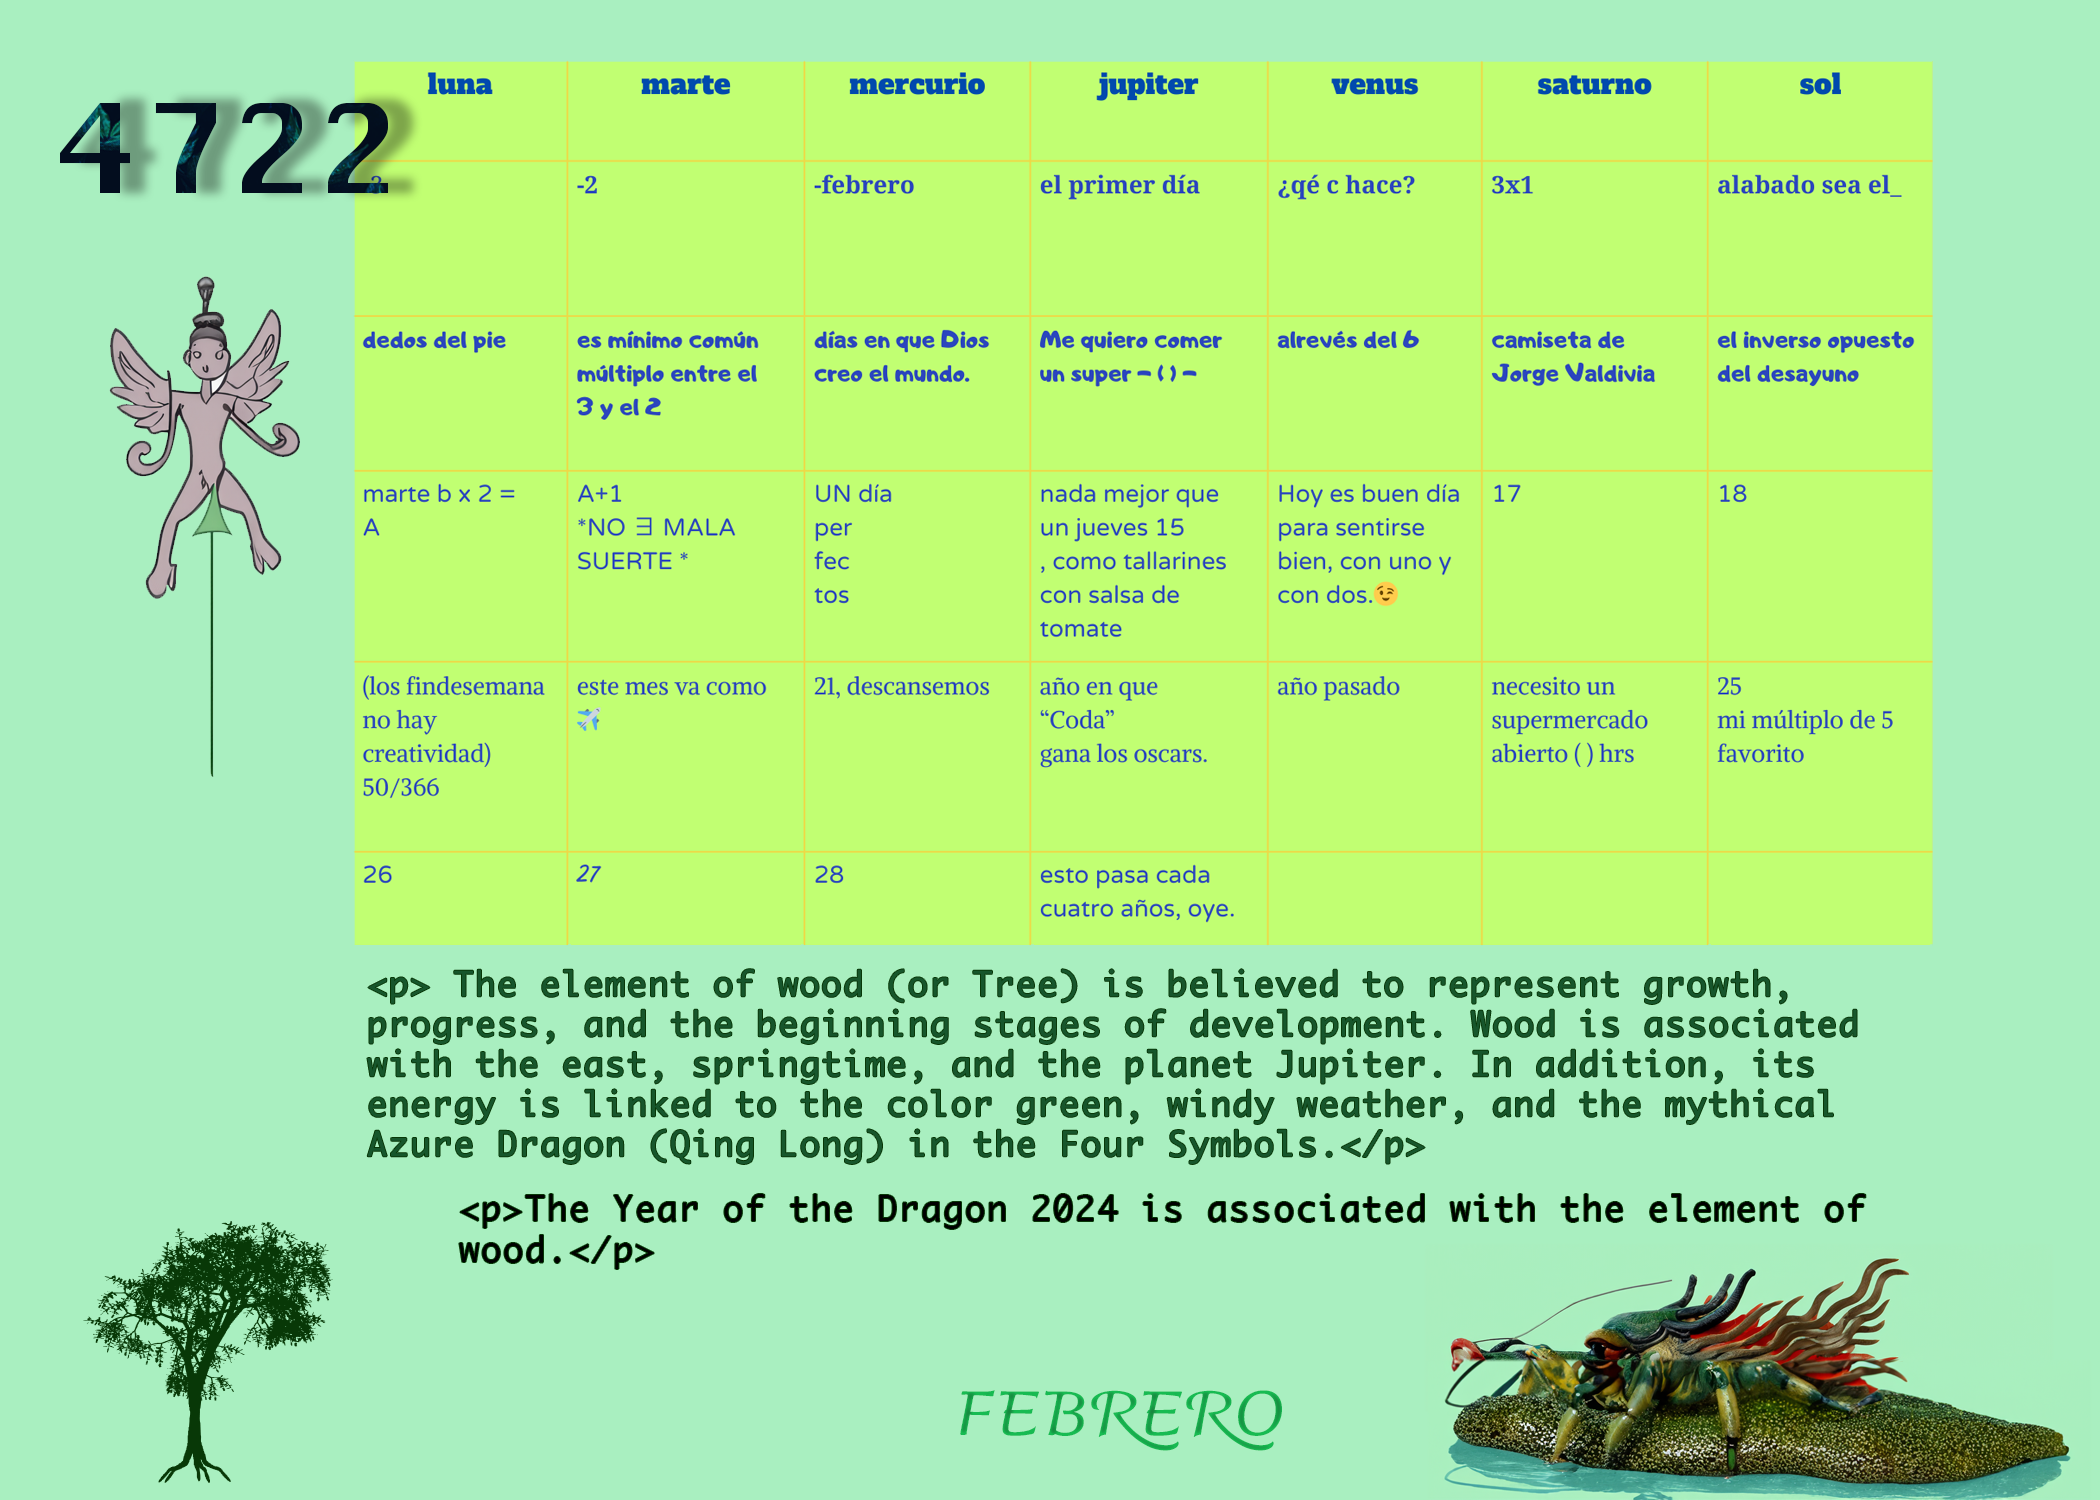 4722
luna marte mercurio jupiter venus saturno sol
-2 -febrero el primer día ¿qé c hace? 3x1 alabado sea el_
dedos del pie
es mínimo común
múltiplo entre el
3 y el 2
días en que Dios
creo el mundo.
Me quiero comer
un super - ( ) -
alrevés del 6
camiseta de
Jorge Valdivia
el inverso opuesto
del desayuno
marte b x 2 =
A
A+1
*NO ∃ MALA
SUERTE *
UN día
per
fec
tos
nada mejor que
un jueves 15
, como tallarines
con salsa de
tomate
Hoy es buen día
para sentirse
bien, con uno y
con dos.😉
17
18
(los findesemana
no hay
creatividad)
50/366
este mes va como
✈️
21, descansemos
año en que
“Coda”
gana los oscars.
año pasado
necesito un
supermercado
abierto ( ) hrs
25
mi múltiplo de 5
favorito
26
27
28
esto pasa cada
cuatro años, oye.
<p> The element of wood (or Tree) is believed to represent growth,
progress, and the beginning stages of development. Wood is associated
with the east, springtime, and the planet Jupiter. In addition, its
energy is linked to the color green, windy weather, and the mythical
Azure Dragon (Qing Long) in the Four Symbols.</p>
<p>The Year of the Dragon 2024 is associated with the element of
wood.</p>
FEBRERO